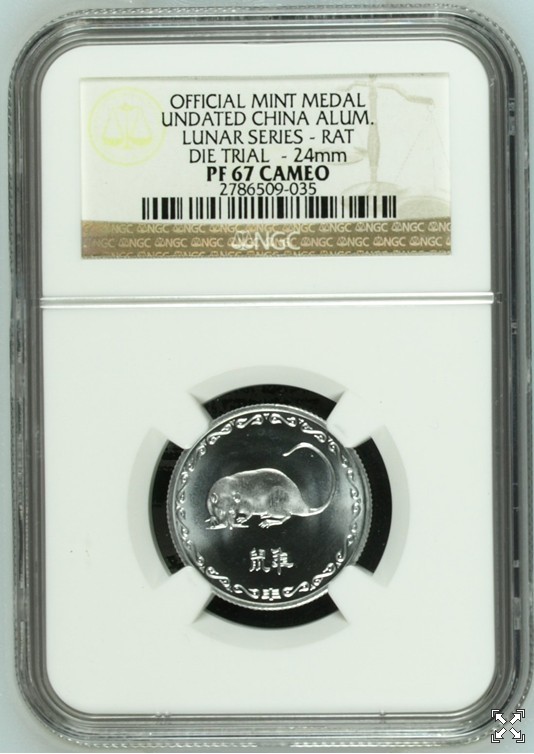 OFFICIAL MINT MEDAL
UNDATED CHINA ALUM.
LUNAR SERIES - RAT
DIE TRIAL - 24mm
PF 67 CAMEO
2786509-035
NGC
鼠